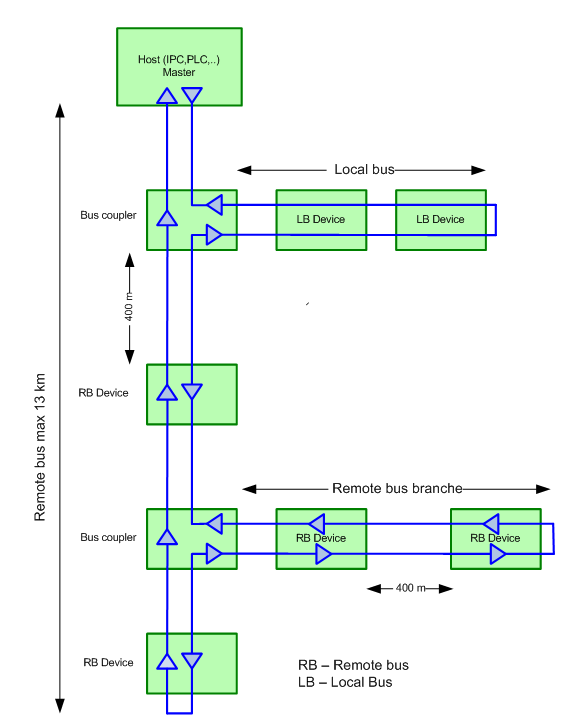 Host (IPC,PLC,..)
Master
Local bus
Bus coupler
LB Device
LB Device
400 m
RB Device
Remote bus max 13 km
Remote bus branche
Bus coupler
RB Device
RB Device
400 m
RB Device
RB – Remote bus
LB – Local Bus